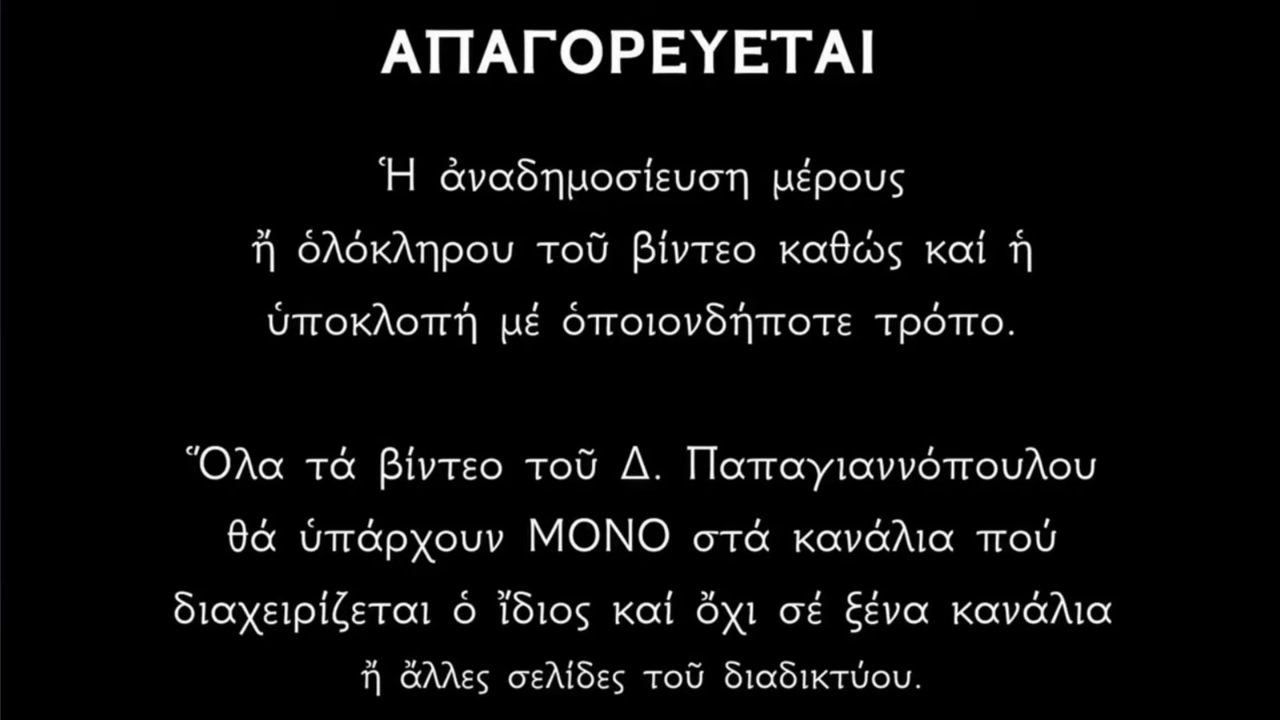 ΑΠΑΓΟΡΕΥΕΤΑΙ
Ἡ ἀναδημοσίευση μέρους
ἤ ὁλόκληρου τοῦ βίντεο καθώς καί ἡ
ὑποκλοπή μέ ὁποιονδήποτε τρόπο.
Ὅλα τά βίντεο τοῦ Δ. Παπαγιαννόπουλου
θά ὑπάρχουν ΜΟΝΟ στά κανάλια πού
διαχειρίζεται ὁ ἴδιος καί ὄχι σέ ξένα κανάλια
ἤ ἄλλες σελίδες τοῦ διαδικτύου.